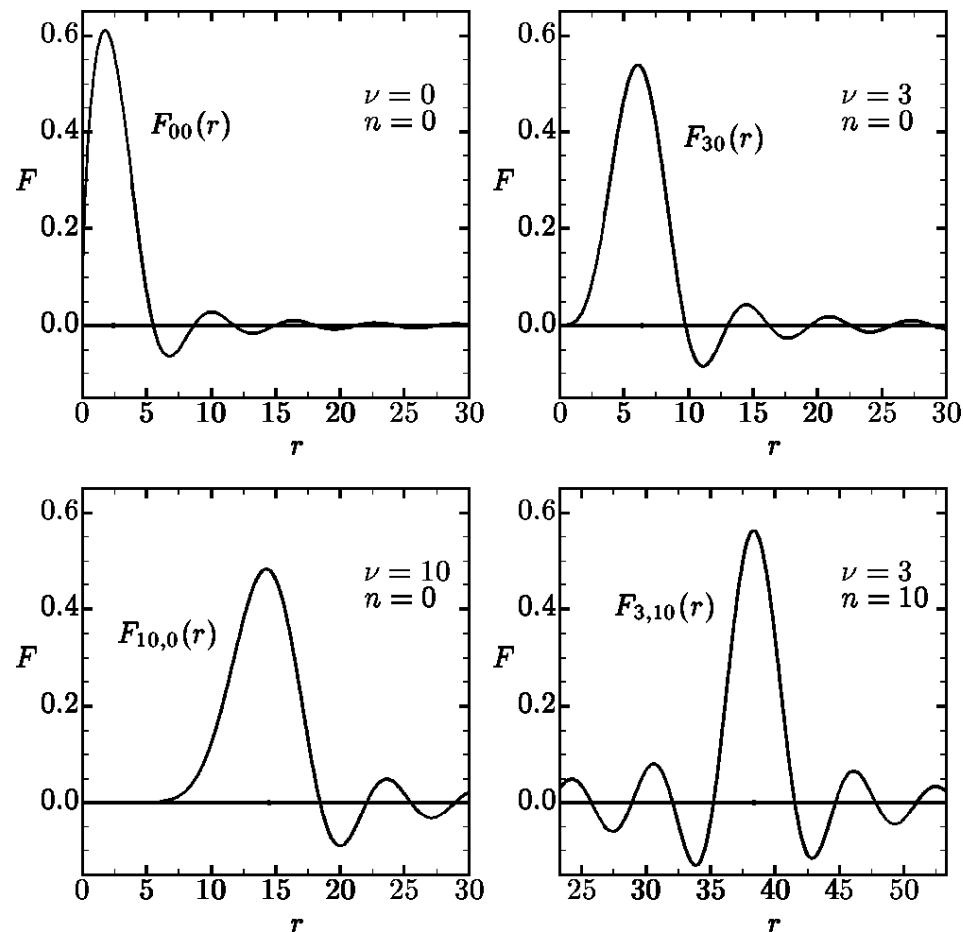 0.6
0.4
F
0.2
0.0
F₀₀(r)
ν = 0
n = 0
0 5 10 15 20 25 30
r
0.6
0.4
F
0.2
0.0
F₃₀(r)
ν = 3
n = 0
0 5 10 15 20 25 30
r
0.6
0.4
F
0.2
0.0
F₁₀,₀(r)
ν = 10
n = 0
0 5 10 15 20 25 30
r
0.6
0.4
F
0.2
0.0
F₃,₁₀(r)
ν = 3
n = 10
25 30 35 40 45 50
r